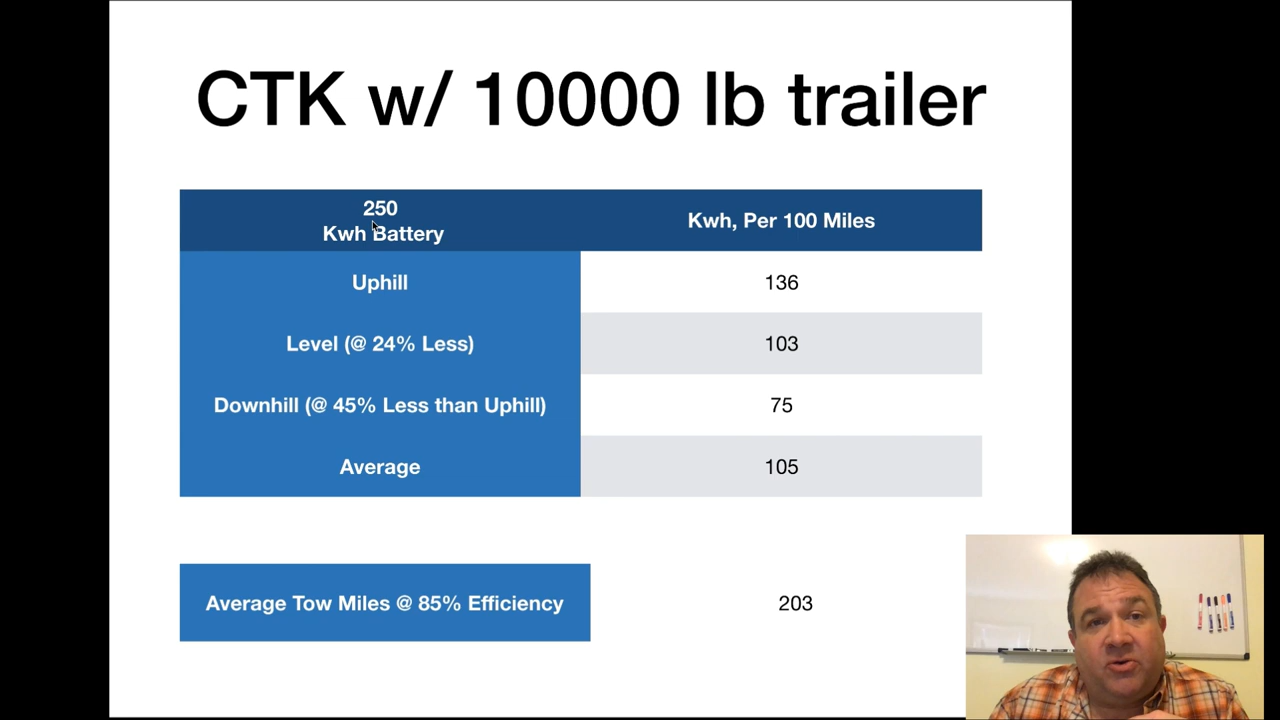 CTK w/ 10000 lb trailer
250
Kwh Battery
Kwh, Per 100 Miles
Uphill
136
Level (@ 24% Less)
103
Downhill (@ 45% Less than Uphill)
75
Average
105
Average Tow Miles @ 85% Efficiency
203